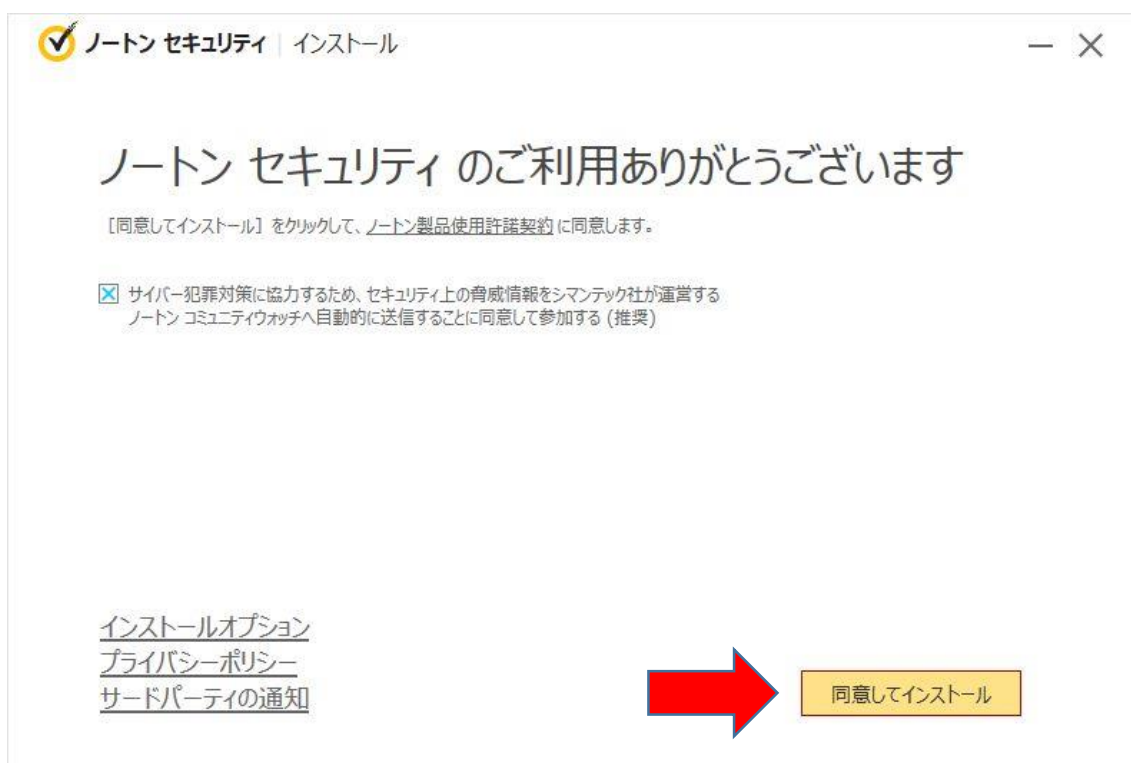 ノートン セキュリティ | インストール
ノートン セキュリティ のご利用ありがとうございます
[同意してインストール] をクリックして、ノートン製品使用許諾契約 に同意します。
サイバー犯罪対策に協力するため、セキュリティ上の脅威情報をシマンテック社が運営する
ノートン コミュニティウォッチへ自動的に送信することに同意して参加する (推奨)
インストールオプション
プライバシーポリシー
サードパーティの通知
同意してインストール